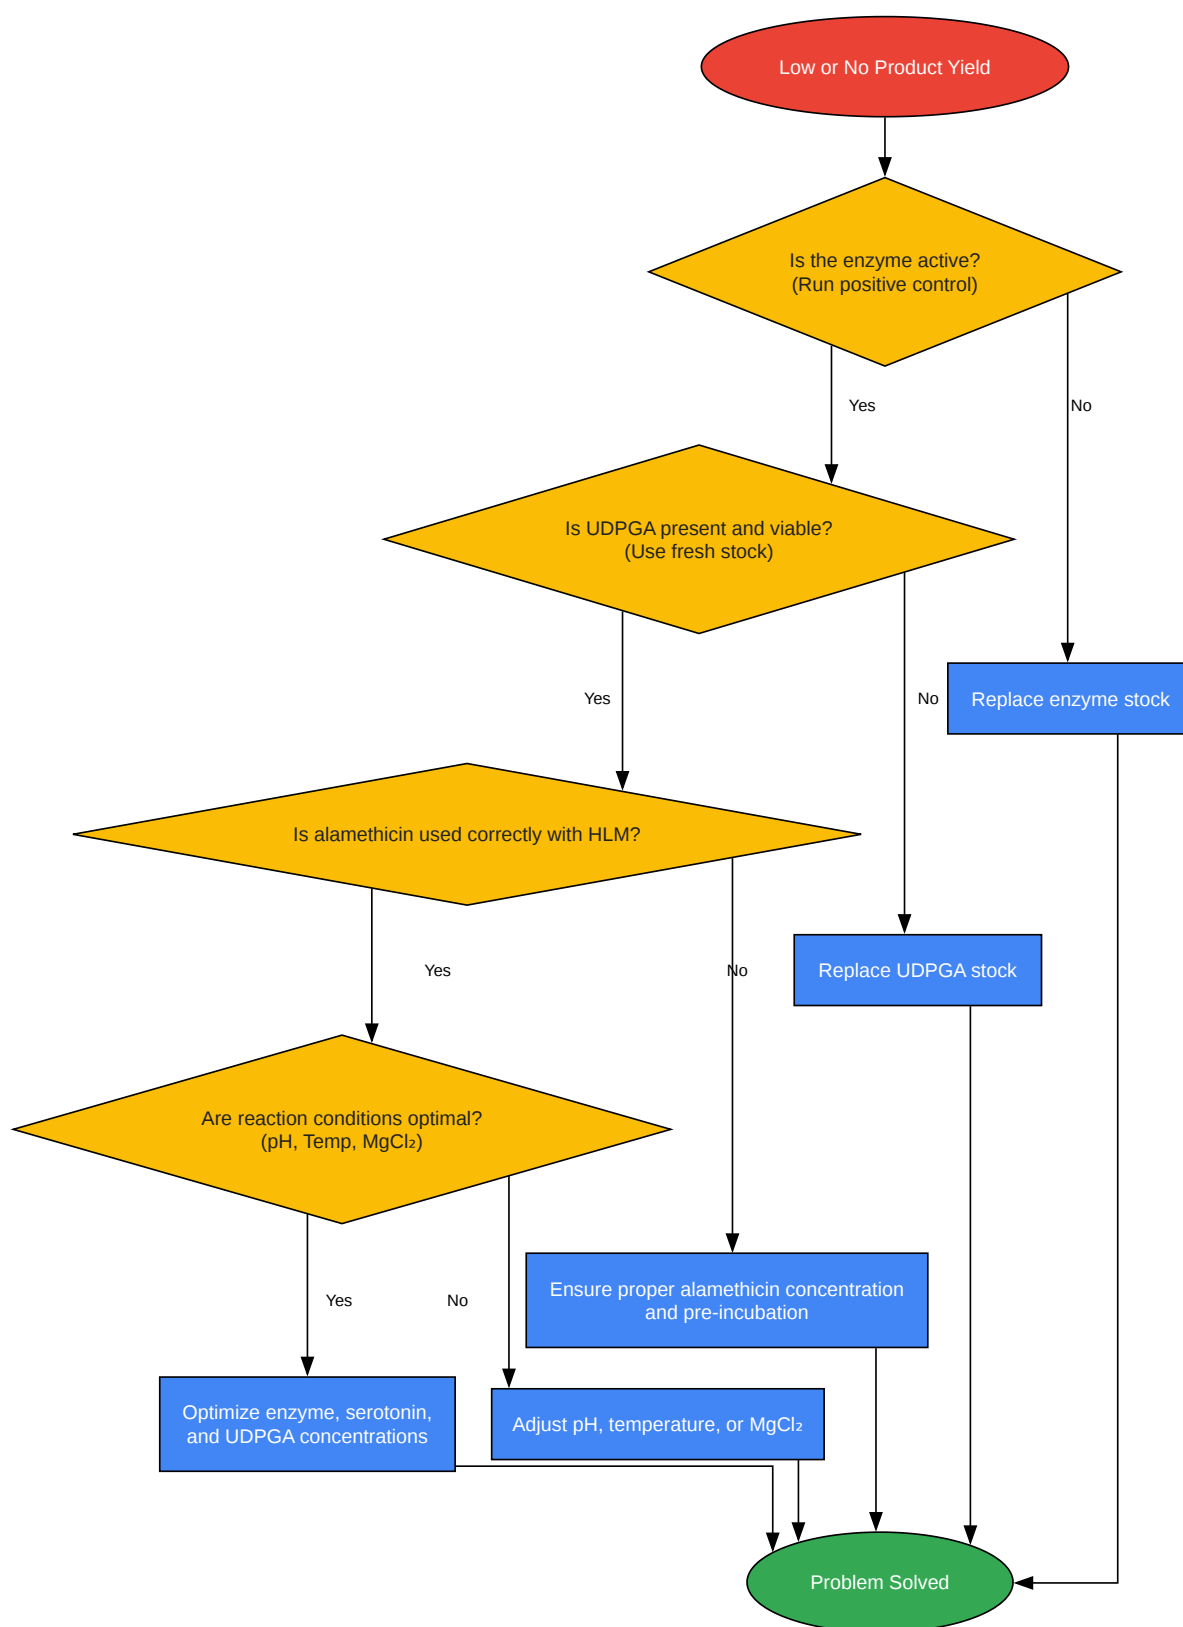 Low or No Product Yield
Is the enzyme active?
(Run positive control)
Yes
No
Is UDPGA present and viable?
(Use fresh stock)
Yes
No
Replace enzyme stock
Is alamethicin used correctly with HLM?
Yes
No
Replace UDPGA stock
Are reaction conditions optimal?
(pH, Temp, MgCl₂)
Yes
No
Ensure proper alamethicin concentration
and pre-incubation
Optimize enzyme, serotonin,
and UDPGA concentrations
Adjust pH, temperature, or MgCl₂
Problem Solved